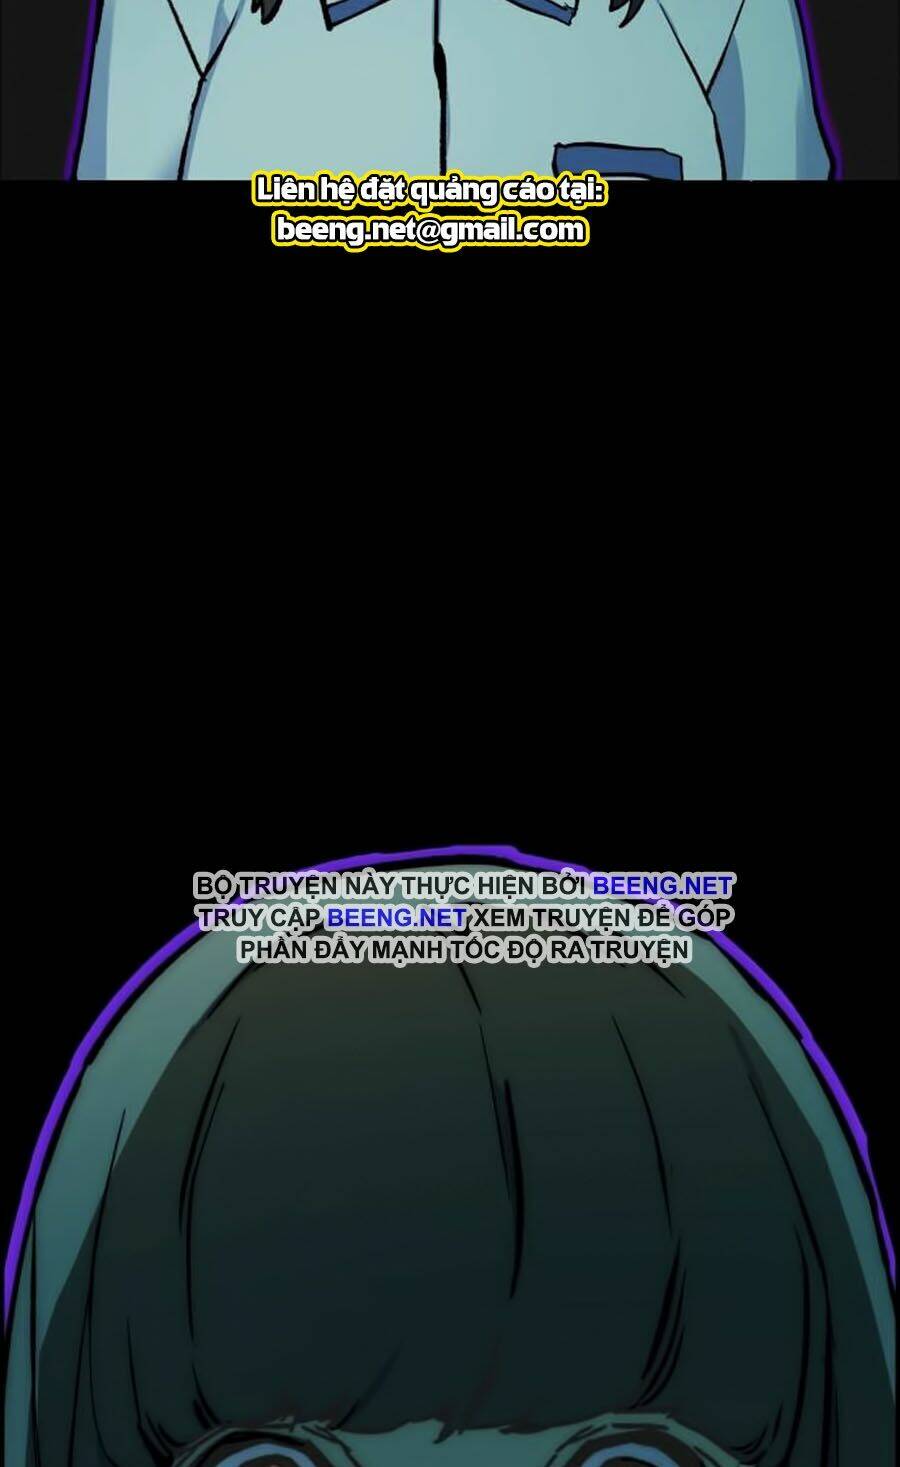 Liên hệ đặt quảng cáo tại:
beeng.net@gmail.com
BỘ TRUYỆN NÀY THỰC HIỆN BỞI BEENG.NET
TRUY CẬP BEENG.NET XEM TRUYỆN ĐỂ GÓP
PHẦN ĐẨY MẠNH TỐC ĐỘ RA TRUYỆN